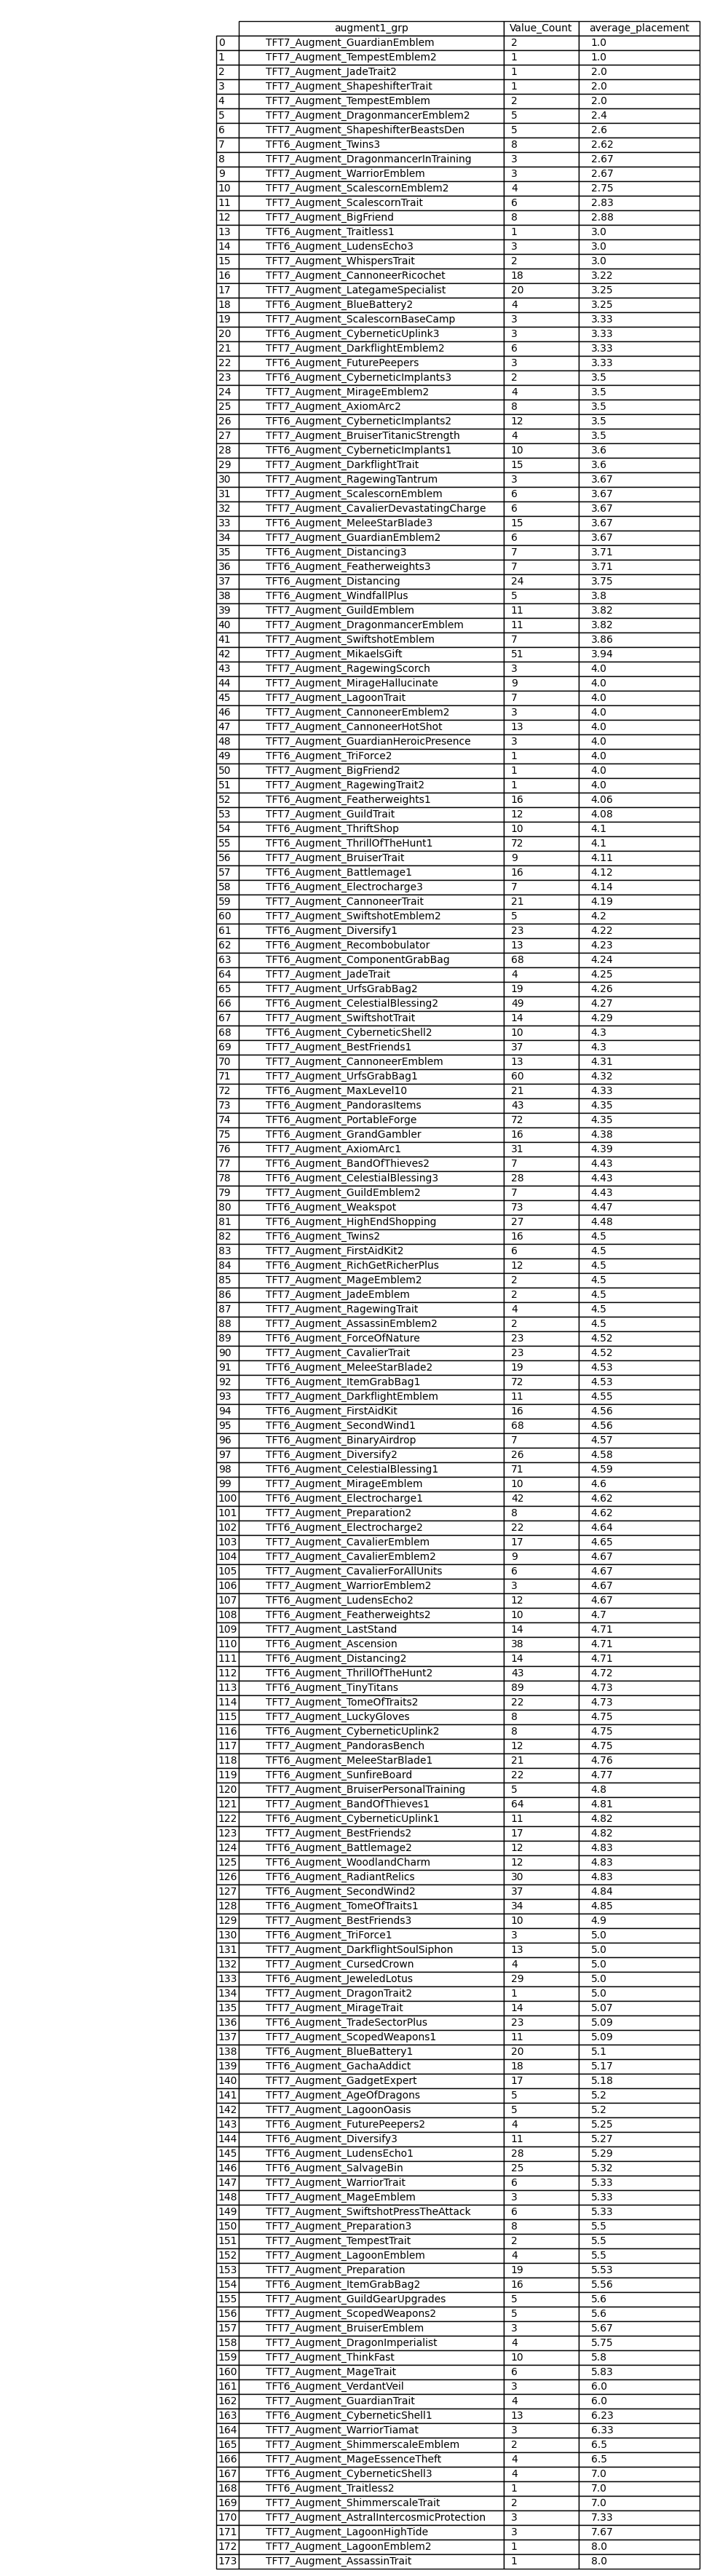 augment1_grp Value_Count average_placement
0 TFT7_Augment_GuardianEmblem 2 1.0
1 TFT7_Augment_TempestEmblem2 1 1.0
2 TFT7_Augment_JadeTrait2 1 2.0
3 TFT7_Augment_ShapeshifterTrait 1 2.0
4 TFT7_Augment_TempestEmblem 2 2.0
5 TFT7_Augment_DragonmancerEmblem2 5 2.4
6 TFT7_Augment_ShapeshifterBeastsDen 5 2.6
7 TFT6_Augment_Twins3 8 2.62
8 TFT7_Augment_DragonmancerInTraining 3 2.67
9 TFT7_Augment_WarriorEmblem 3 2.67
10 TFT7_Augment_ScalescornEmblem2 4 2.75
11 TFT7_Augment_ScalescornTrait 6 2.83
12 TFT7_Augment_BigFriend 8 2.88
13 TFT6_Augment_Traitless1 1 3.0
14 TFT6_Augment_LudensEcho3 3 3.0
15 TFT7_Augment_WhispersTrait 2 3.0
16 TFT7_Augment_CannoneerRicochet 18 3.22
17 TFT7_Augment_LategameSpecialist 20 3.25
18 TFT6_Augment_BlueBattery2 4 3.25
19 TFT7_Augment_ScalescornBaseCamp 3 3.33
20 TFT6_Augment_CyberneticUplink3 3 3.33
21 TFT7_Augment_DarkflightEmblem2 6 3.33
22 TFT6_Augment_FuturePeepers 3 3.33
23 TFT6_Augment_CyberneticImplants3 2 3.5
24 TFT7_Augment_MirageEmblem2 4 3.5
25 TFT7_Augment_AxiomArc2 8 3.5
26 TFT6_Augment_CyberneticImplants2 12 3.5
27 TFT7_Augment_BruiserTitanicStrength 4 3.5
28 TFT6_Augment_CyberneticImplants1 10 3.6
29 TFT7_Augment_DarkflightTrait 15 3.6
30 TFT7_Augment_RagewingTantrum 3 3.67
31 TFT7_Augment_ScalescornEmblem 6 3.67
32 TFT7_Augment_CavalierDevastatingCharge 6 3.67
33 TFT6_Augment_MeleeStarBlade3 15 3.67
34 TFT7_Augment_GuardianEmblem2 6 3.67
35 TFT6_Augment_Distancing3 7 3.71
36 TFT6_Augment_Featherweights3 7 3.71
37 TFT6_Augment_Distancing 24 3.75
38 TFT6_Augment_WindfallPlus 5 3.8
39 TFT7_Augment_GuildEmblem 11 3.82
40 TFT7_Augment_DragonmancerEmblem 11 3.82
41 TFT7_Augment_SwiftshotEmblem 7 3.86
42 TFT7_Augment_MikaelsGift 51 3.94
43 TFT7_Augment_RagewingScorch 3 4.0
44 TFT7_Augment_MirageHallucinate 9 4.0
45 TFT7_Augment_LagoonTrait 7 4.0
46 TFT7_Augment_CannoneerEmblem2 3 4.0
47 TFT7_Augment_CannoneerHotShot 13 4.0
48 TFT7_Augment_GuardianHeroicPresence 3 4.0
49 TFT6_Augment_TriForce2 1 4.0
50 TFT7_Augment_BigFriend2 1 4.0
51 TFT7_Augment_RagewingTrait2 1 4.0
52 TFT6_Augment_Featherweights1 16 4.06
53 TFT7_Augment_GuildTrait 12 4.08
54 TFT6_Augment_ThriftShop 10 4.1
55 TFT6_Augment_ThrillOfTheHunt1 72 4.1
56 TFT7_Augment_BruiserTrait 9 4.11
57 TFT6_Augment_Battlemage1 16 4.12
58 TFT6_Augment_Electrocharge3 7 4.14
59 TFT7_Augment_CannoneerTrait 21 4.19
60 TFT7_Augment_SwiftshotEmblem2 5 4.2
61 TFT6_Augment_Diversify1 23 4.22
62 TFT6_Augment_Recombobulator 13 4.23
63 TFT6_Augment_ComponentGrabBag 68 4.24
64 TFT7_Augment_JadeTrait 4 4.25
65 TFT7_Augment_UrfsGrabBag2 19 4.26
66 TFT6_Augment_CelestialBlessing2 49 4.27
67 TFT7_Augment_SwiftshotTrait 14 4.29
68 TFT6_Augment_CyberneticShell2 10 4.3
69 TFT7_Augment_BestFriends1 37 4.3
70 TFT7_Augment_CannoneerEmblem 13 4.31
71 TFT7_Augment_UrfsGrabBag1 60 4.32
72 TFT6_Augment_MaxLevel10 21 4.33
73 TFT6_Augment_PandorasItems 43 4.35
74 TFT6_Augment_PortableForge 72 4.35
75 TFT6_Augment_GrandGambler 16 4.38
76 TFT7_Augment_AxiomArc1 31 4.39
77 TFT6_Augment_BandOfThieves2 7 4.43
78 TFT6_Augment_CelestialBlessing3 28 4.43
79 TFT7_Augment_GuildEmblem2 7 4.43
80 TFT6_Augment_Weakspot 73 4.47
81 TFT6_Augment_HighEndShopping 27 4.48
82 TFT6_Augment_Twins2 16 4.5
83 TFT7_Augment_FirstAidKit2 6 4.5
84 TFT6_Augment_RichGetRicherPlus 12 4.5
85 TFT7_Augment_MageEmblem2 2 4.5
86 TFT7_Augment_JadeEmblem 2 4.5
87 TFT7_Augment_RagewingTrait 4 4.5
88 TFT7_Augment_AssassinEmblem2 2 4.5
89 TFT6_Augment_ForceOfNature 23 4.52
90 TFT7_Augment_CavalierTrait 23 4.52
91 TFT6_Augment_MeleeStarBlade2 19 4.53
92 TFT6_Augment_ItemGrabBag1 72 4.53
93 TFT7_Augment_DarkflightEmblem 11 4.55
94 TFT6_Augment_FirstAidKit 16 4.56
95 TFT6_Augment_SecondWind1 68 4.56
96 TFT6_Augment_BinaryAirdrop 7 4.57
97 TFT6_Augment_Diversify2 26 4.58
98 TFT6_Augment_CelestialBlessing1 71 4.59
99 TFT7_Augment_MirageEmblem 10 4.6
100 TFT6_Augment_Electrocharge1 42 4.62
101 TFT7_Augment_Preparation2 8 4.62
102 TFT6_Augment_Electrocharge2 22 4.64
103 TFT7_Augment_CavalierEmblem 17 4.65
104 TFT7_Augment_CavalierEmblem2 9 4.67
105 TFT7_Augment_CavalierForAllUnits 6 4.67
106 TFT7_Augment_WarriorEmblem2 3 4.67
107 TFT6_Augment_LudensEcho2 12 4.67
108 TFT6_Augment_Featherweights2 10 4.7
109 TFT7_Augment_LastStand 14 4.71
110 TFT6_Augment_Ascension 38 4.71
111 TFT6_Augment_Distancing2 14 4.71
112 TFT6_Augment_ThrillOfTheHunt2 43 4.72
113 TFT6_Augment_TinyTitans 89 4.73
114 TFT7_Augment_TomeOfTraits2 22 4.73
115 TFT7_Augment_LuckyGloves 8 4.75
116 TFT6_Augment_CyberneticUplink2 8 4.75
117 TFT7_Augment_PandorasBench 12 4.75
118 TFT6_Augment_MeleeStarBlade1 21 4.76
119 TFT6_Augment_SunfireBoard 22 4.77
120 TFT7_Augment_BruiserPersonalTraining 5 4.8
121 TFT7_Augment_BandOfThieves1 64 4.81
122 TFT6_Augment_CyberneticUplink1 11 4.82
123 TFT7_Augment_BestFriends2 17 4.82
124 TFT6_Augment_Battlemage2 12 4.83
125 TFT6_Augment_WoodlandCharm 12 4.83
126 TFT6_Augment_RadiantRelics 30 4.83
127 TFT6_Augment_SecondWind2 37 4.84
128 TFT6_Augment_TomeOfTraits1 34 4.85
129 TFT7_Augment_BestFriends3 10 4.9
130 TFT6_Augment_TriForce1 3 5.0
131 TFT7_Augment_DarkflightSoulSiphon 13 5.0
132 TFT7_Augment_CursedCrown 4 5.0
133 TFT6_Augment_JeweledLotus 29 5.0
134 TFT7_Augment_DragonTrait2 1 5.0
135 TFT7_Augment_MirageTrait 14 5.07
136 TFT6_Augment_TradeSectorPlus 23 5.09
137 TFT7_Augment_ScopedWeapons1 11 5.09
138 TFT6_Augment_BlueBattery1 20 5.1
139 TFT6_Augment_GachaAddict 18 5.17
140 TFT7_Augment_GadgetExpert 17 5.18
141 TFT7_Augment_AgeOfDragons 5 5.2
142 TFT7_Augment_LagoonOasis 5 5.2
143 TFT6_Augment_FuturePeepers2 4 5.25
144 TFT6_Augment_Diversify3 11 5.27
145 TFT6_Augment_LudensEcho1 28 5.29
146 TFT6_Augment_SalvageBin 25 5.32
147 TFT7_Augment_WarriorTrait 6 5.33
148 TFT7_Augment_MageEmblem 3 5.33
149 TFT7_Augment_SwiftshotPressTheAttack 6 5.33
150 TFT7_Augment_Preparation3 8 5.5
151 TFT7_Augment_TempestTrait 2 5.5
152 TFT7_Augment_LagoonEmblem 4 5.5
153 TFT7_Augment_Preparation 19 5.53
154 TFT6_Augment_ItemGrabBag2 16 5.56
155 TFT7_Augment_GuildGearUpgrades 5 5.6
156 TFT7_Augment_ScopedWeapons2 5 5.6
157 TFT7_Augment_BruiserEmblem 3 5.67
158 TFT7_Augment_DragonImperialist 4 5.75
159 TFT7_Augment_ThinkFast 10 5.8
160 TFT7_Augment_MageTrait 6 5.83
161 TFT6_Augment_VerdantVeil 3 6.0
162 TFT7_Augment_GuardianTrait 4 6.0
163 TFT6_Augment_CyberneticShell1 13 6.23
164 TFT7_Augment_WarriorTiamat 3 6.33
165 TFT7_Augment_ShimmerscaleEmblem 2 6.5
166 TFT7_Augment_MageEssenceTheft 4 6.5
167 TFT6_Augment_CyberneticShell3 4 7.0
168 TFT6_Augment_Traitless2 1 7.0
169 TFT7_Augment_ShimmerscaleTrait 2 7.0
170 TFT7_Augment_AstralIntercosmicProtection 3 7.33
171 TFT7_Augment_LagoonHighTide 3 7.67
172 TFT7_Augment_LagoonEmblem2 1 8.0
173 TFT7_Augment_AssassinTrait 1 8.0